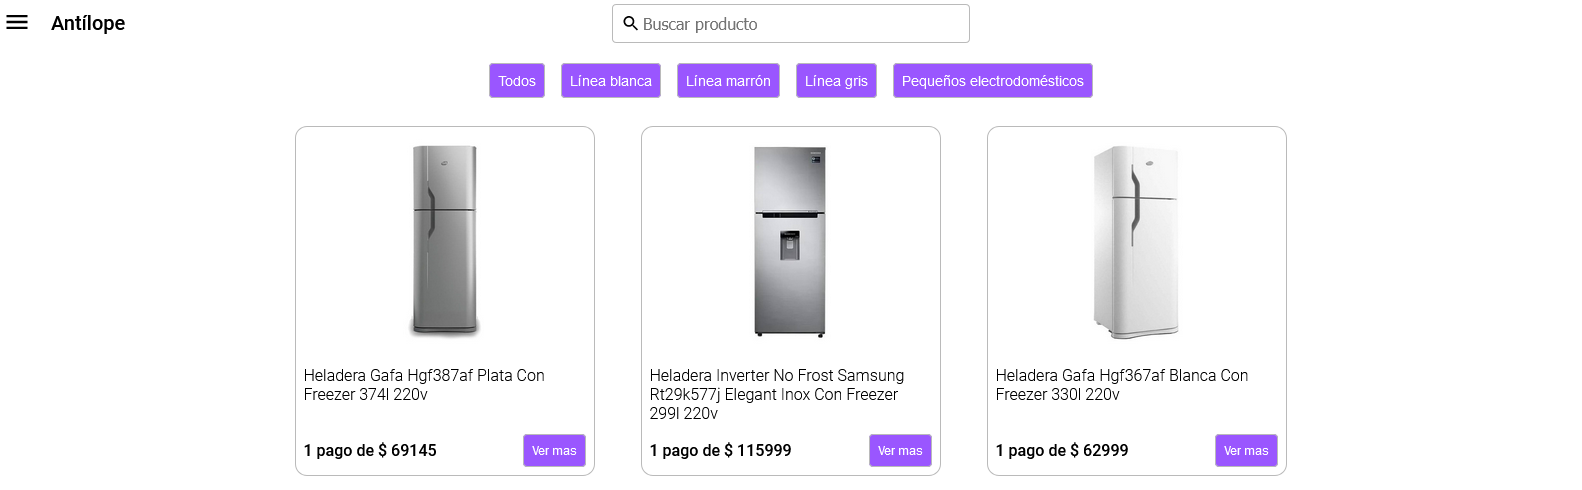 Antílope
Buscar producto
Todos
Línea blanca
Línea marrón
Línea gris
Pequeños electrodomésticos
Heladera Gafa Hgf387af Plata Con
Freezer 374l 220v
1 pago de $ 69145
Ver mas
Heladera Inverter No Frost Samsung
Rt29k577j Elegant Inox Con Freezer
299l 220v
1 pago de $ 115999
Ver mas
Heladera Gafa Hgf367af Blanca Con
Freezer 330l 220v
1 pago de $ 62999
Ver mas